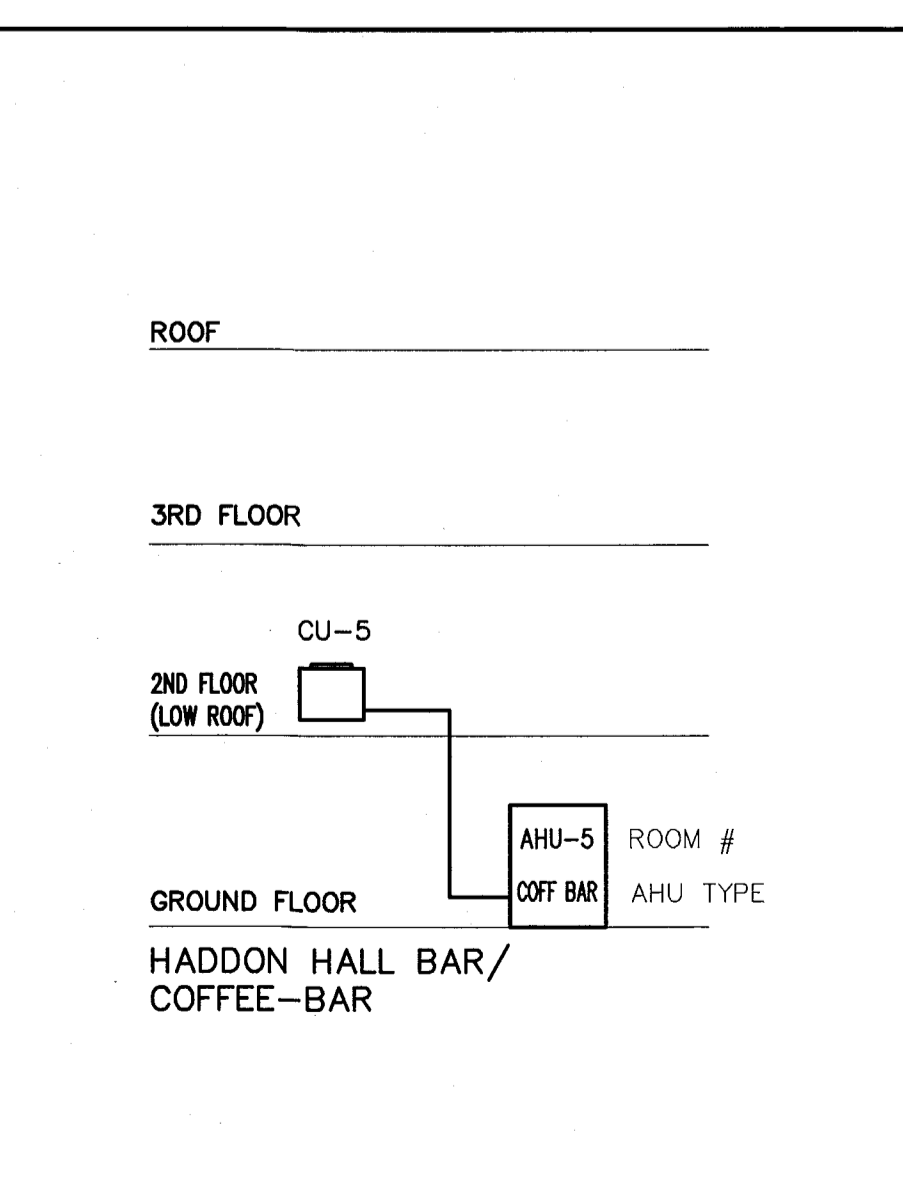 ROOF
3RD FLOOR
CU-5
2ND FLOOR
(LOW ROOF)
AHU-5 ROOM #
COFF BAR AHU TYPE
GROUND FLOOR
HADDON HALL BAR/
COFFEE-BAR